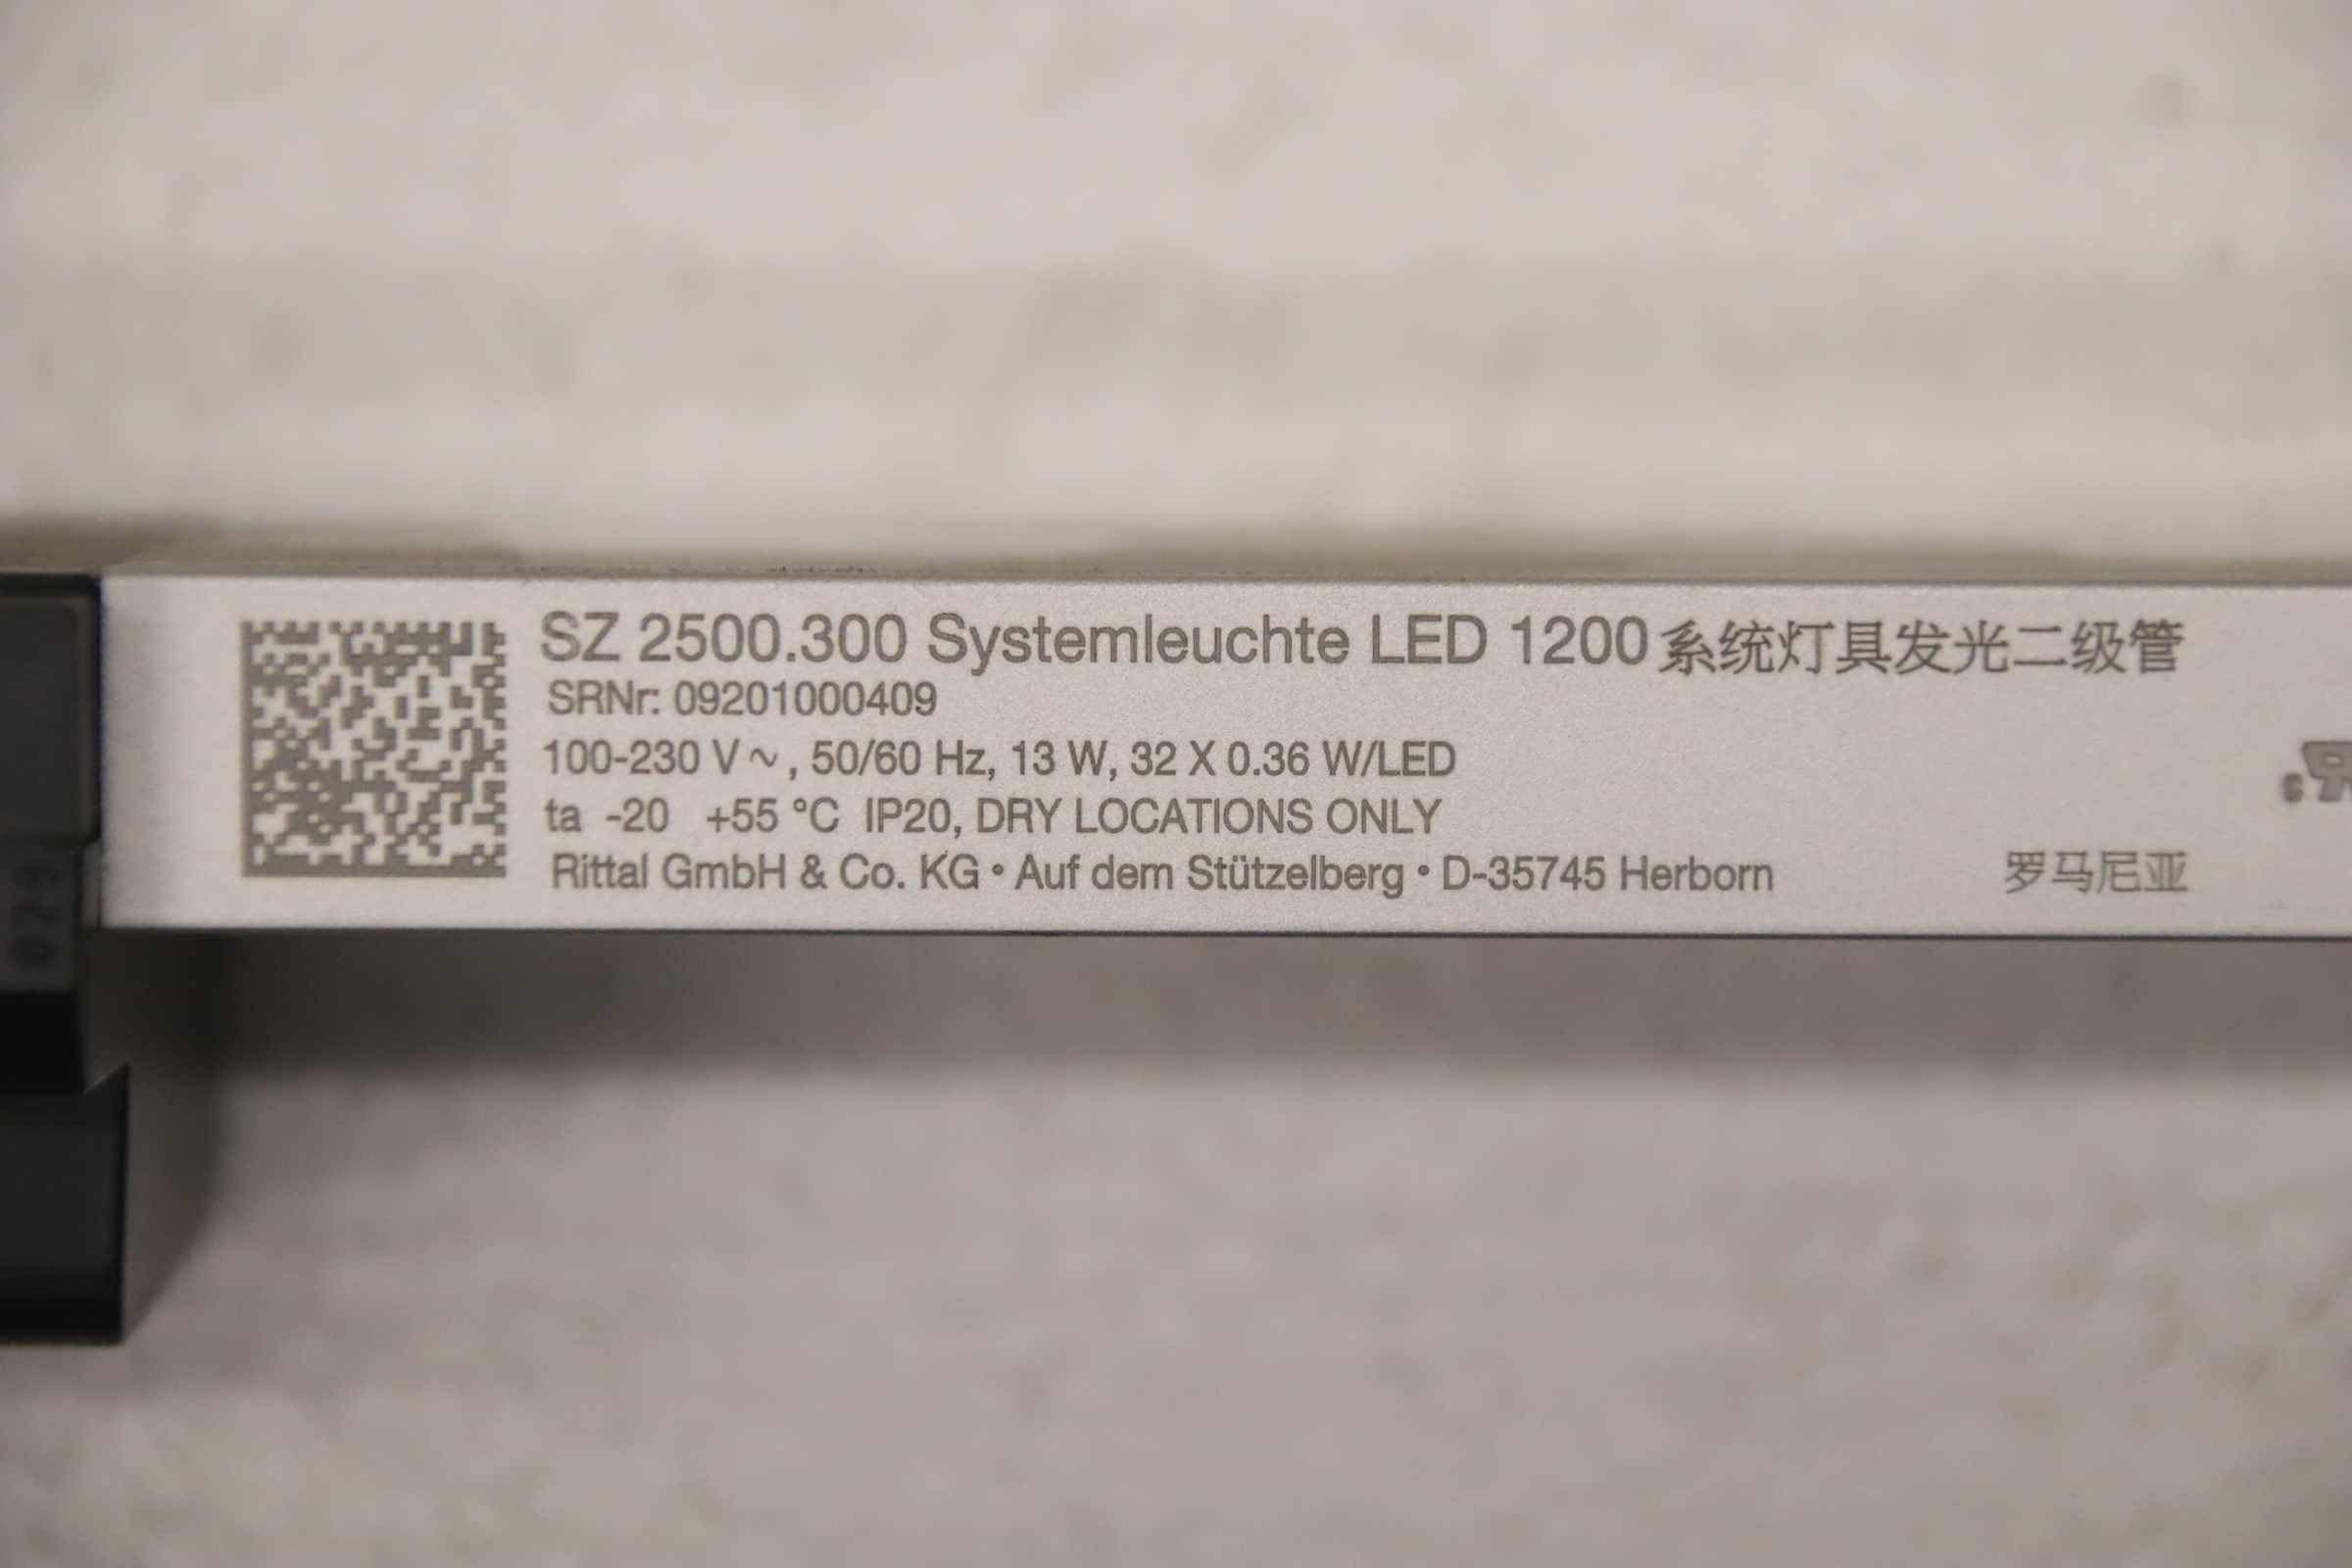 SZ 2500.300 Systemleuchte LED 1200 系统灯具发光二级管
SRNr: 09201000409
100-230 V ~, 50/60 Hz, 13 W, 32 X 0.36 W/LED
ta -20 +55 °C IP20, DRY LOCATIONS ONLY
Rittal GmbH & Co. KG • Auf dem Stützelberg • D-35745 Herborn
罗马尼亚